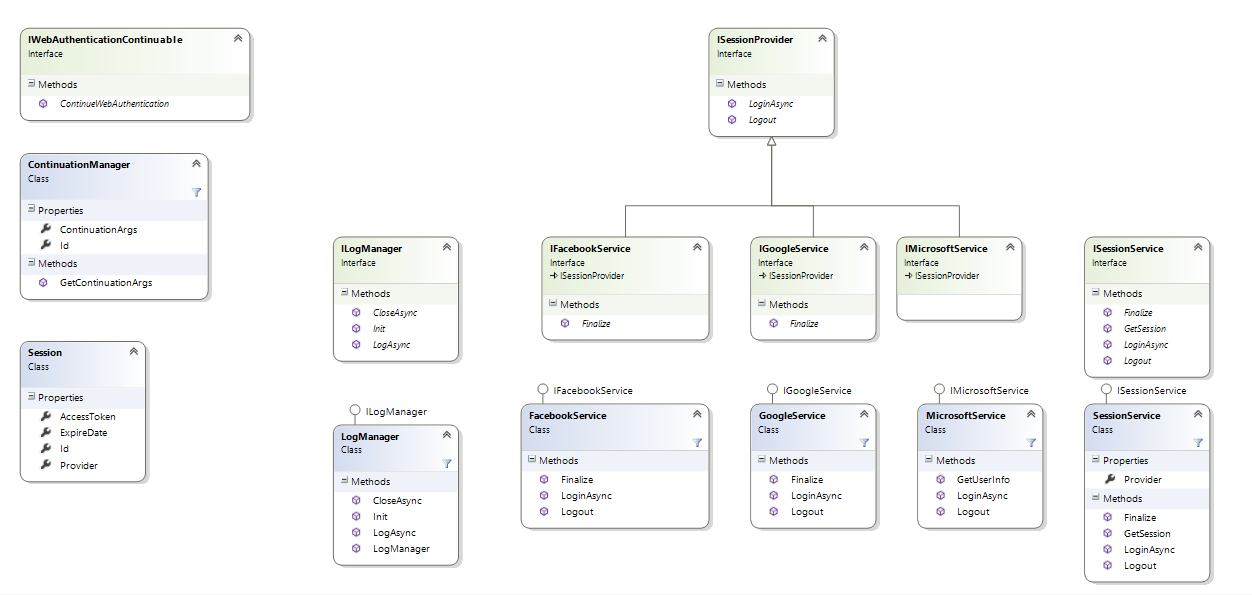 IWebAuthenticationContinuable
Interface
Methods
ContinueWebAuthentication
ISessionProvider
Interface
Methods
LoginAsync
Logout
ContinuationManager
Class
Properties
ContinuationArgs
Id
Methods
GetContinuationArgs
ILogManager
Interface
Methods
CloseAsync
Init
LogAsync
IFacebookService
Interface
ISessionProvider
Methods
Finalize
IGoogleService
Interface
ISessionProvider
Methods
Finalize
IMicrosoftService
Interface
ISessionProvider
ISessionService
Interface
Methods
Finalize
GetSession
LoginAsync
Logout
Session
Class
Properties
AccessToken
ExpireDate
Id
Provider
ILogManager
LogManager
Class
Methods
CloseAsync
Init
LogAsync
LogManager
IFacebookService
FacebookService
Class
Methods
Finalize
LoginAsync
Logout
IGoogleService
GoogleService
Class
Methods
Finalize
LoginAsync
Logout
IMicrosoftService
MicrosoftService
Class
Methods
GetUserInfo
LoginAsync
Logout
ISessionService
SessionService
Class
Properties
Provider
Methods
Finalize
GetSession
LoginAsync
Logout